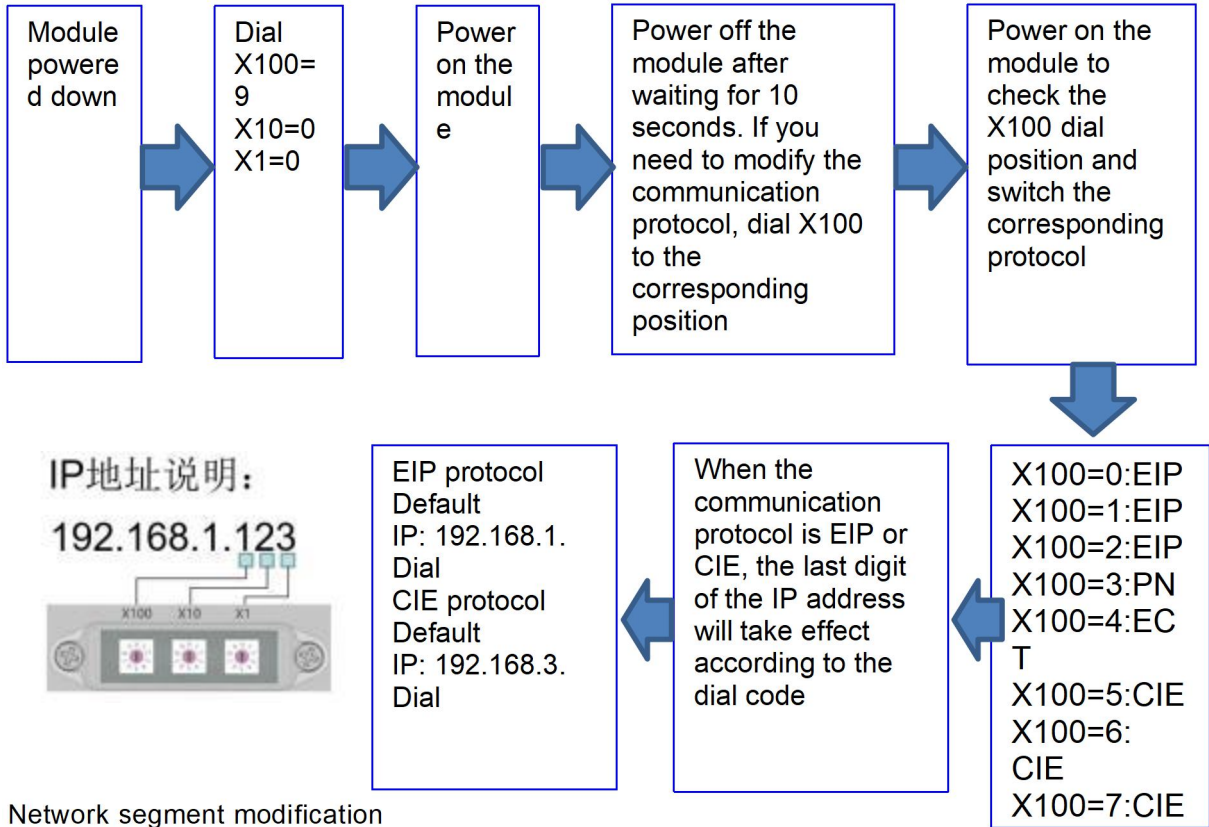 Module
powere
d down
Dial
X100=
9
X10=0
X1=0
Power
on the
modul
e
Power off the
module after
waiting for 10
seconds. If you
need to modify the
communication
protocol, dial X100
to the
corresponding
position
Power on the
module to
check the
X100 dial
position and
switch the
corresponding
protocol
X100=0:EIP
X100=1:EIP
X100=2:EIP
X100=3:PN
X100=4:EC
T
X100=5:CIE
X100=6:
CIE
X100=7:CIE
When the
communication
protocol is EIP or
CIE, the last digit
of the IP address
will take effect
according to the
dial code
EIP protocol
Default
IP: 192.168.1.
Dial
CIE protocol
Default
IP: 192.168.3.
Dial
IP地址说明：
192.168.1.123
X100 X10 X1
Network segment modification